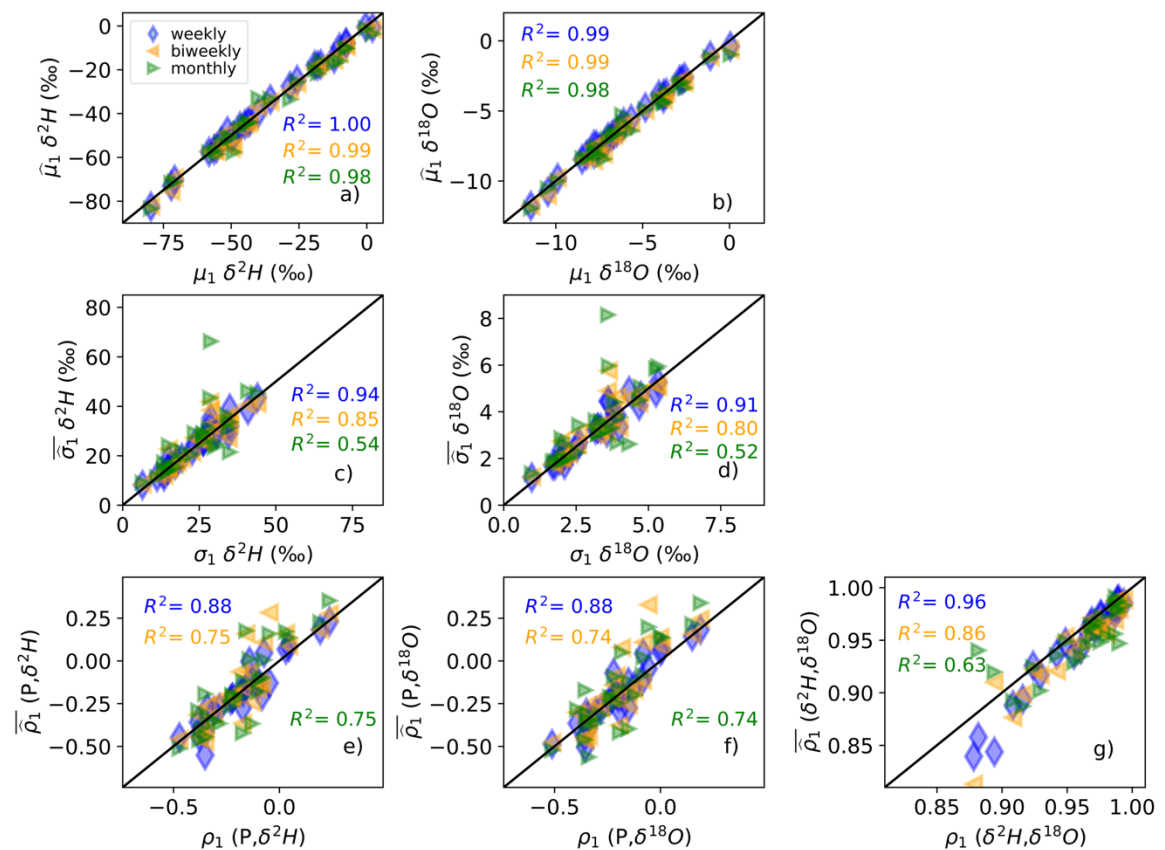 weekly
biweekly
monthly
R²= 1.00
R²= 0.99
R²= 0.98
a)
0
−20
−40
−60
−80
−75
−50
−25
0
μ̂₁ δ²H (‰)
μ₁ δ²H (‰)
R²= 0.99
R²= 0.99
R²= 0.98
b)
0
−5
−10
−10
−5
0
μ̂₁ δ¹⁸O (‰)
μ₁ δ¹⁸O (‰)
R²= 0.94
R²= 0.85
R²= 0.54
c)
80
60
40
20
0
0
25
50
75
σ̂₁ δ²H (‰)
σ₁ δ²H (‰)
R²= 0.91
R²= 0.80
R²= 0.52
d)
8
6
4
2
0
0.0
2.5
5.0
7.5
σ̂₁ δ¹⁸O (‰)
σ₁ δ¹⁸O (‰)
R²= 0.88
R²= 0.75
R²= 0.75
e)
0.25
0.00
−0.25
−0.50
−0.5
0.0
ρ̂₁ (P,δ²H)
ρ₁ (P,δ²H)
R²= 0.88
R²= 0.74
R²= 0.74
f)
0.25
0.00
−0.25
−0.50
−0.5
0.0
ρ̂₁ (P,δ¹⁸O)
ρ₁ (P,δ¹⁸O)
R²= 0.96
R²= 0.86
R²= 0.63
g)
1.00
0.95
0.90
0.85
0.85
0.90
0.95
1.00
ρ̂₁ (δ²H,δ¹⁸O)
ρ₁ (δ²H,δ¹⁸O)